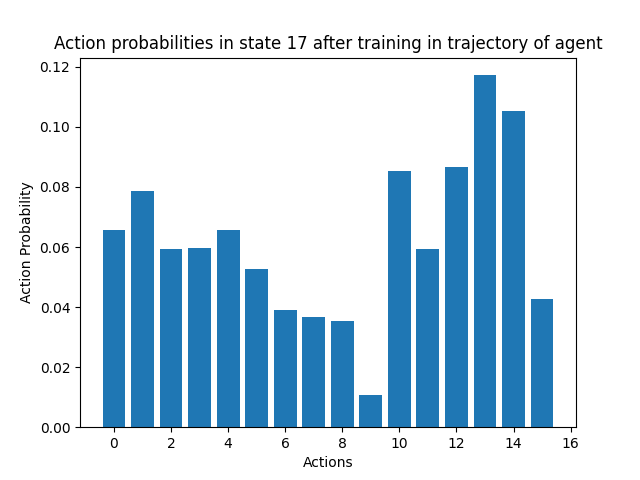 Action probabilities in state 17 after training in trajectory of agent
0.12
0.10
0.08
0.06
0.04
0.02
0.00
Action Probability
0 2 4 6 8 10 12 14 16
Actions